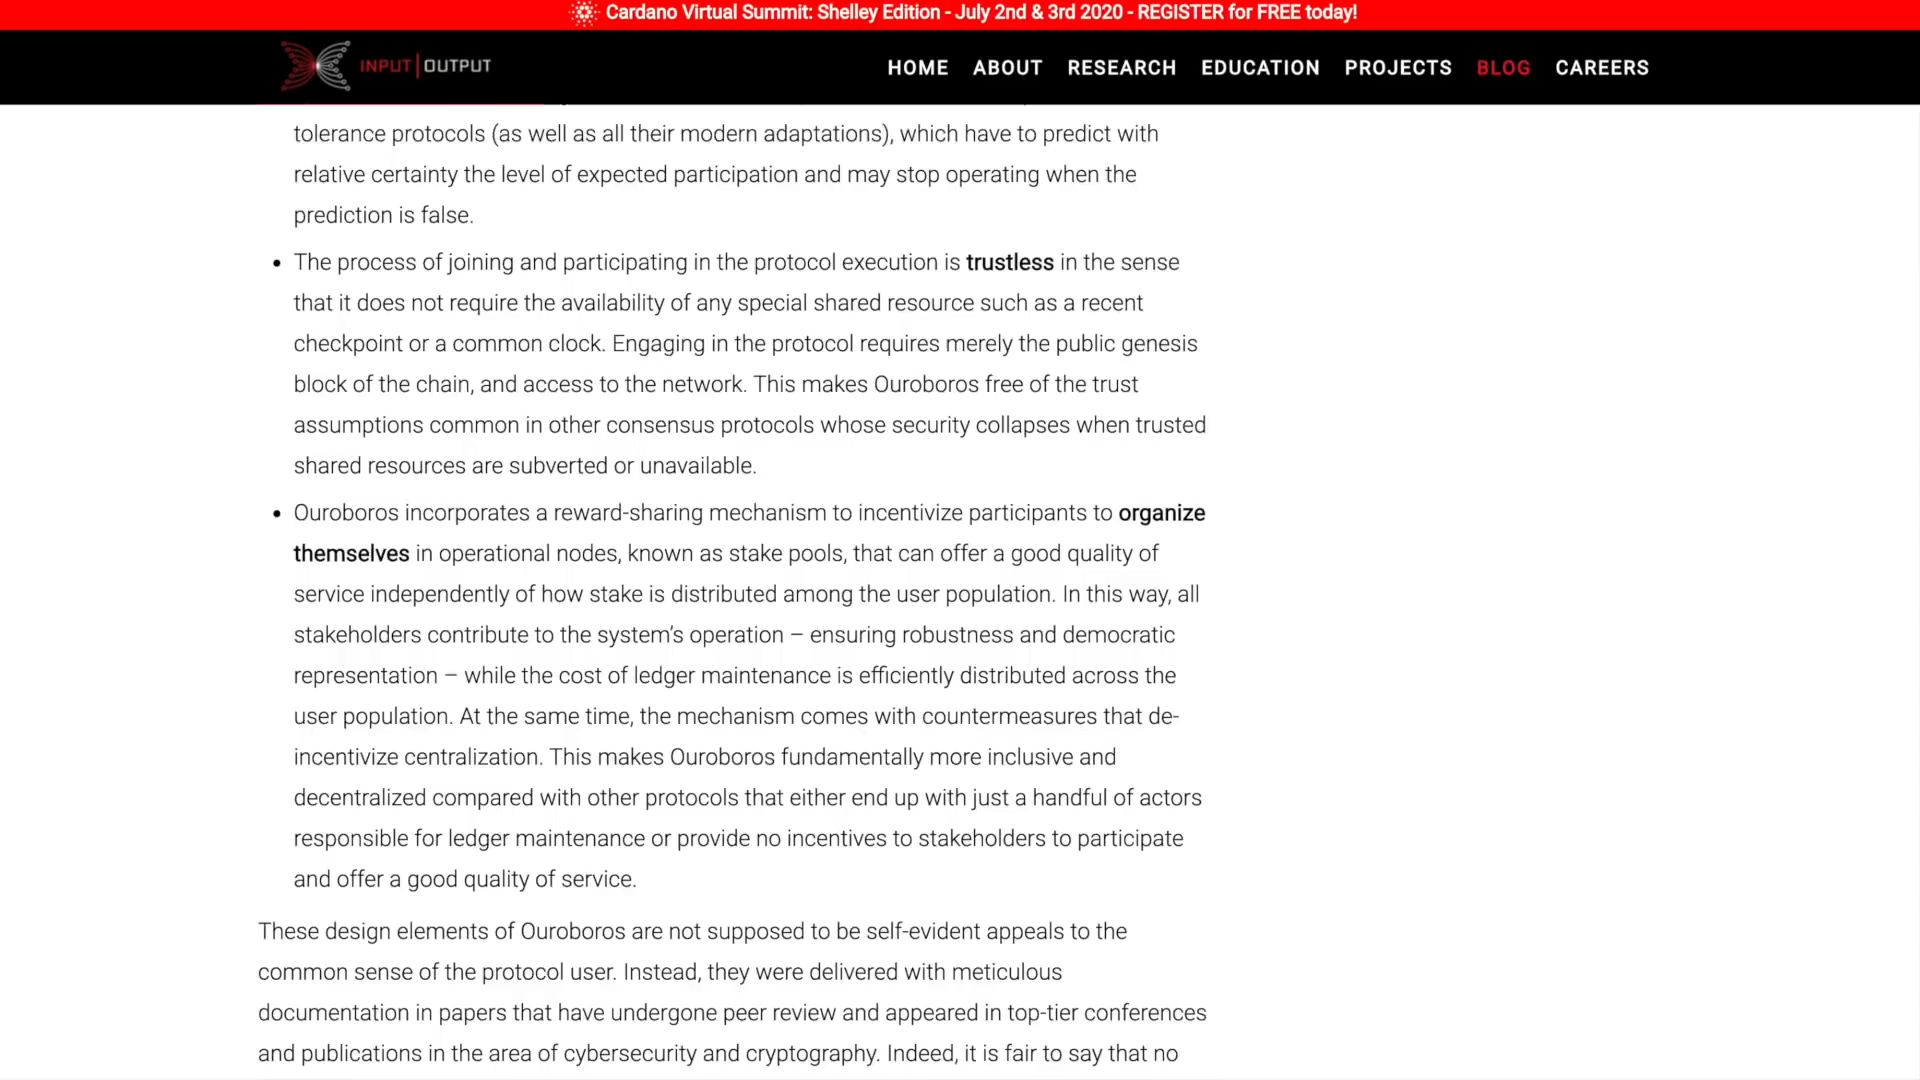 Cardano Virtual Summit: Shelley Edition - July 2nd & 3rd 2020 - REGISTER for FREE today!
INPUT|OUTPUT
HOME ABOUT RESEARCH EDUCATION PROJECTS BLOG CAREERS
tolerance protocols (as well as all their modern adaptations), which have to predict with
relative certainty the level of expected participation and may stop operating when the
prediction is false.
• The process of joining and participating in the protocol execution is trustless in the sense
that it does not require the availability of any special shared resource such as a recent
checkpoint or a common clock. Engaging in the protocol requires merely the public genesis
block of the chain, and access to the network. This makes Ouroboros free of the trust
assumptions common in other consensus protocols whose security collapses when trusted
shared resources are subverted or unavailable.
• Ouroboros incorporates a reward-sharing mechanism to incentivize participants to organize
themselves in operational nodes, known as stake pools, that can offer a good quality of
service independently of how stake is distributed among the user population. In this way, all
stakeholders contribute to the system's operation – ensuring robustness and democratic
representation – while the cost of ledger maintenance is efficiently distributed across the
user population. At the same time, the mechanism comes with countermeasures that de-
incentivize centralization. This makes Ouroboros fundamentally more inclusive and
decentralized compared with other protocols that either end up with just a handful of actors
responsible for ledger maintenance or provide no incentives to stakeholders to participate
and offer a good quality of service.
These design elements of Ouroboros are not supposed to be self-evident appeals to the
common sense of the protocol user. Instead, they were delivered with meticulous
documentation in papers that have undergone peer review and appeared in top-tier conferences
and publications in the area of cybersecurity and cryptography. Indeed, it is fair to say that no